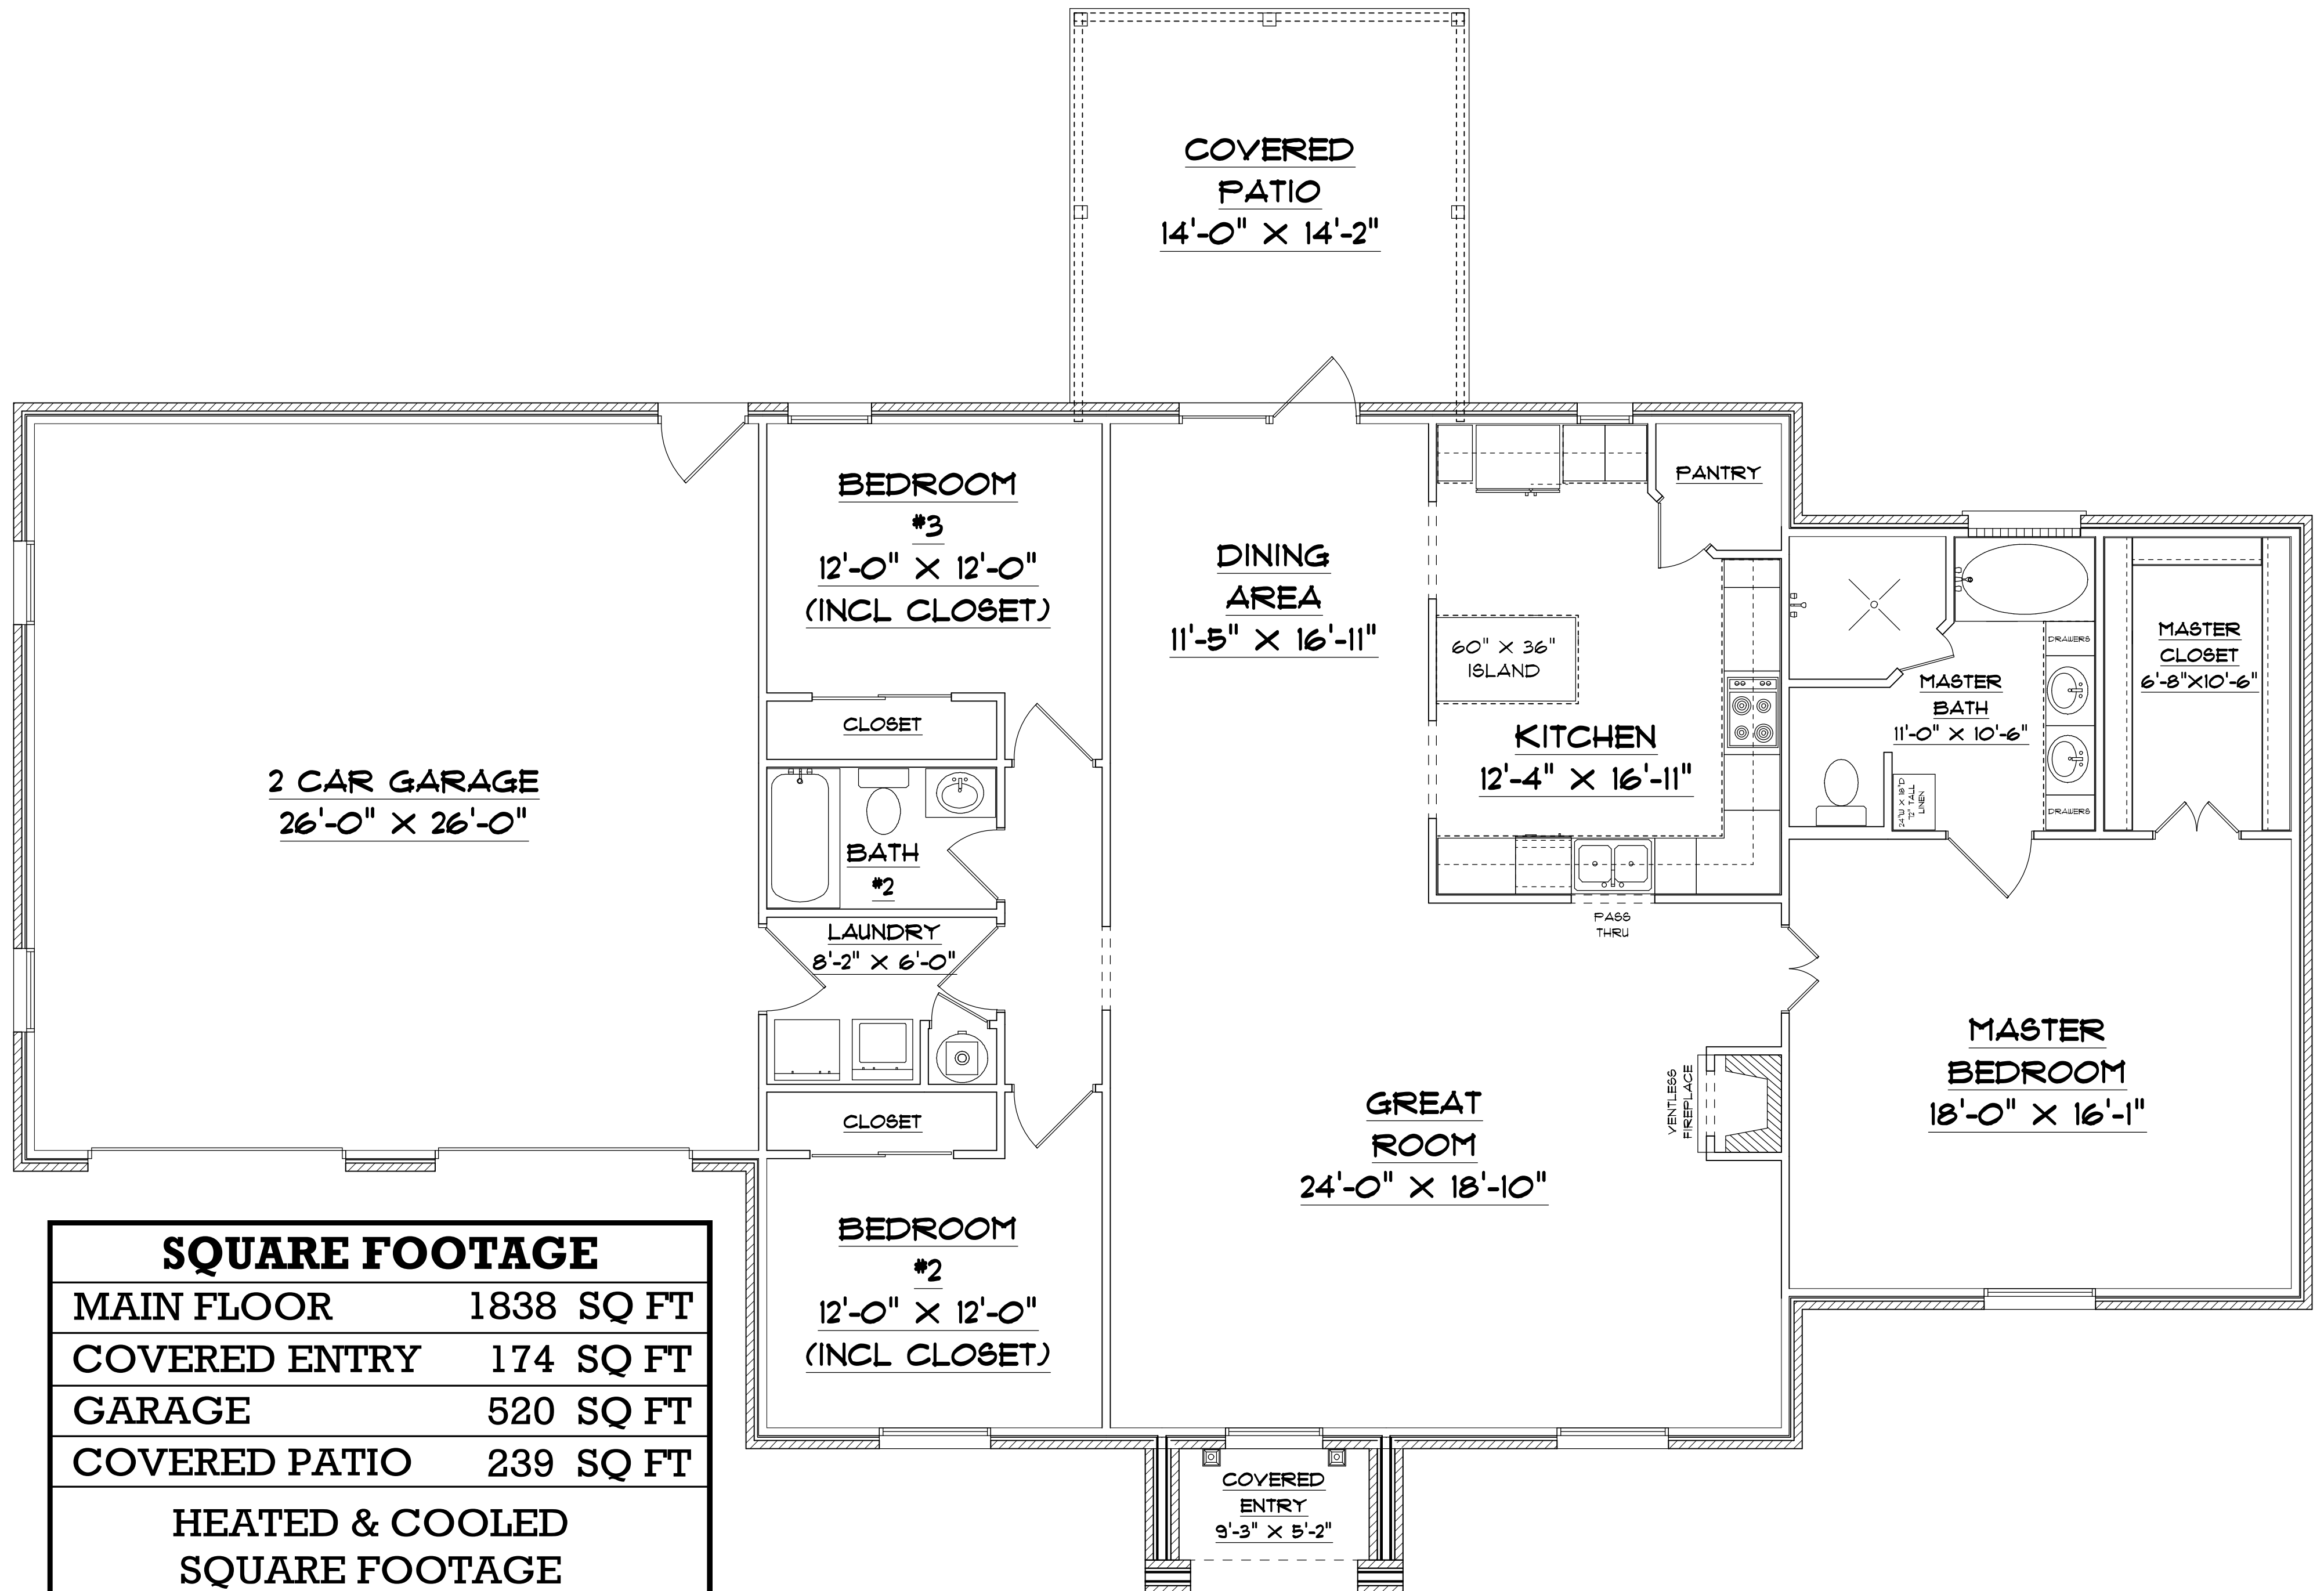 COVERED
PATIO
14'-0" X 14'-2"
BEDROOM
#3
12'-0" X 12'-0"
(INCL CLOSET)
CLOSET
DINING
AREA
11'-5" X 16'-11"
PANTRY
60" X 36"
ISLAND
KITCHEN
12'-4" X 16'-11"
PASS
THRU
MASTER
BATH
11'-0" X 10'-6"
DRAWERS
DRAWERS
24"W X 18"D
72" TALL
LINEN
MASTER
CLOSET
6'-8"X10'-6"
2 CAR GARAGE
26'-0" X 26'-0"
BATH
#2
LAUNDRY
8'-2" X 6'-0"
CLOSET
BEDROOM
#2
12'-0" X 12'-0"
(INCL CLOSET)
GREAT
ROOM
24'-0" X 18'-10"
VENTLESS
FIREPLACE
MASTER
BEDROOM
18'-0" X 16'-1"
COVERED
ENTRY
9'-3" X 5'-2"
SQUARE FOOTAGE
MAIN FLOOR 1838 SQ FT
COVERED ENTRY 174 SQ FT
GARAGE 520 SQ FT
COVERED PATIO 239 SQ FT
HEATED & COOLED
SQUARE FOOTAGE